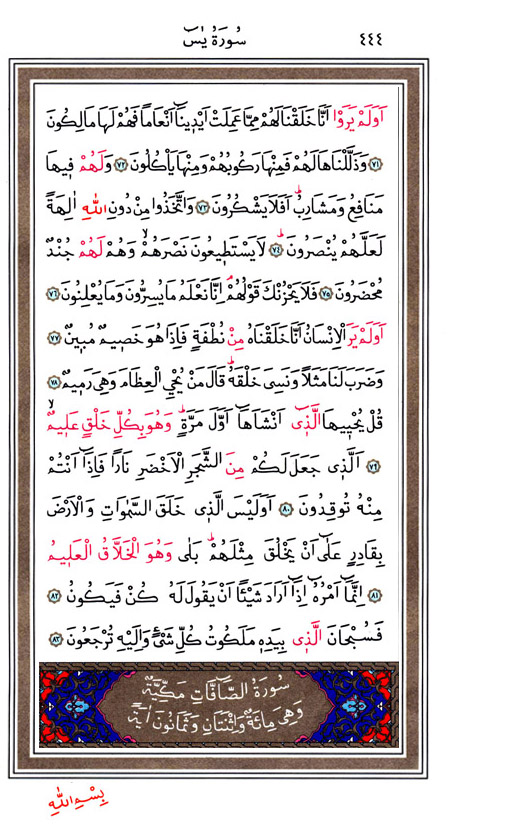 ٤٤٤
سُورَةُ يٰسٓ
اَوَلَمْ يَرَوْا اَنَّا خَلَقْنَا لَهُمْ مِمَّا عَمِلَتْ اَيْدٖينَٓا اَنْعَاماً فَهُمْ لَهَا مَالِكُونَ
﴿٧١﴾ وَذَلَّلْنَاهَا لَهُمْ فَمِنْهَا رَكُوبُهُمْ وَمِنْهَا يَأْكُلُونَ ﴿٧٢﴾ وَلَهُمْ فٖيهَا
مَنَافِعُ وَمَشَارِبُۜ اَفَلَا يَشْكُرُونَ ﴿٧٣﴾ وَاتَّخَذُوا مِنْ دُونِ اللّٰهِ اٰلِهَةً
لَعَلَّهُمْ يُنْصَرُونَۜ ﴿٧٤﴾ لَا يَسْتَطٖيعُونَ نَصْرَهُمْۙ وَهُمْ لَهُمْ جُنْدٌ
مُحْضَرُونَ ﴿٧٥﴾ فَلَا يَحْزُنْكَ قَوْلُهُمْۢ اِنَّا نَعْلَمُ مَا يُسِرُّونَ وَمَا يُعْلِنُونَ ﴿٧٦﴾
اَوَلَمْ يَرَ الْاِنْسَانُ اَنَّا خَلَقْنَاهُ مِنْ نُطْفَةٍ فَاِذَا هُوَ خَصٖيمٌ مُبٖينٌ ﴿٧٧﴾
وَضَرَبَ لَنَا مَثَلاً وَنَسِيَ خَلْقَهُۜ قَالَ مَنْ يُحْيِ الْعِظَامَ وَهِيَ رَمٖيمٌ ﴿٧٨﴾
قُلْ يُحْيٖيهَا الَّذٖٓي اَنْشَاَهَٓا اَوَّلَ مَرَّةٍۜ وَهُوَ بِكُلِّ خَلْقٍ عَلٖيمٌۙ
﴿٧٩﴾ اَلَّذٖي جَعَلَ لَكُمْ مِنَ الشَّجَرِ الْاَخْضَرِ نَاراً فَاِذَٓا اَنْتُمْ
مِنْهُ تُوقِدُونَ ﴿٨٠﴾ اَوَلَيْسَ الَّذٖي خَلَقَ السَّمٰوَاتِ وَالْاَرْضَ
بِقَادِرٍ عَلٰٓى اَنْ يَخْلُقَ مِثْلَهُمْۜ بَلٰى وَهُوَ الْخَلَّاقُ الْعَلٖيمُ
﴿٨١﴾ اِنَّمَٓا اَمْرُهُٓ اِذَٓا اَرَادَ شَيْـٔاً اَنْ يَقُولَ لَهُ كُنْ فَيَكُونُ ﴿٨٢﴾
فَسُبْحَانَ الَّذٖي بِيَدِهٖ مَلَكُوتُ كُلِّ شَيْءٍ وَاِلَيْهِ تُرْجَعُونَ ﴿٨٣﴾
سُورَةُ الصَّافَّاتِ مَكِّيَّةٌ
وَهِيَ مِائَةٌ وَاِثْنَتَانِ وَثَمَانُونَ اٰيَةً
بِسْمِ اللّٰهِ